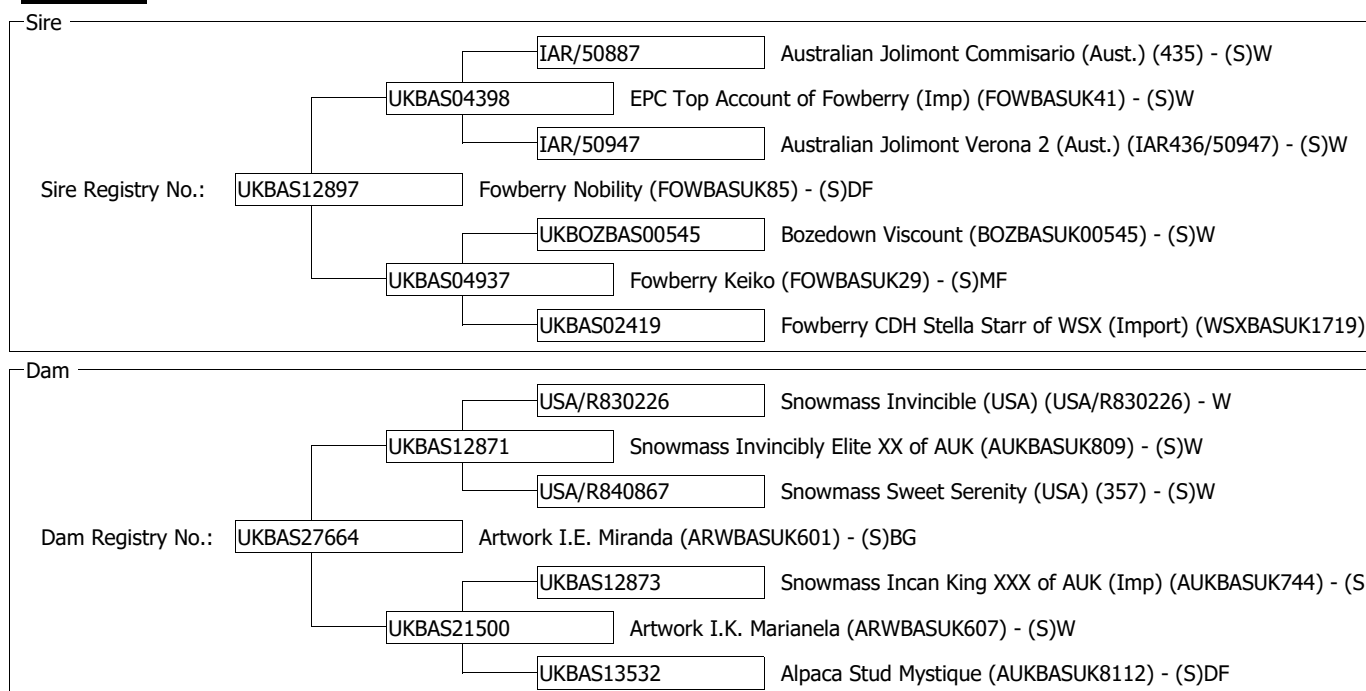 Sire
IAR/50887 Australian Jolimont Commisario (Aust.) (435) - (S)W
UKBAS04398 EPC Top Account of Fowberry (Imp) (FOWBASUK41) - (S)W
IAR/50947 Australian Jolimont Verona 2 (Aust.) (IAR436/50947) - (S)W
Sire Registry No.: UKBAS12897 Fowberry Nobility (FOWBASUK85) - (S)DF
UKBOZBAS00545 Bozedown Viscount (BOZBASUK00545) - (S)W
UKBAS04937 Fowberry Keiko (FOWBASUK29) - (S)MF
UKBAS02419 Fowberry CDH Stella Starr of WSX (Import) (WSXBASUK1719)
Dam
USA/R830226 Snowmass Invincible (USA) (USA/R830226) - W
UKBAS12871 Snowmass Invincibly Elite XX of AUK (AUKBASUK809) - (S)W
USA/R840867 Snowmass Sweet Serenity (USA) (357) - (S)W
Dam Registry No.: UKBAS27664 Artwork I.E. Miranda (ARWBASUK601) - (S)BG
UKBAS12873 Snowmass Incan King XXX of AUK (Imp) (AUKBASUK744) - (S
UKBAS21500 Artwork I.K. Marianela (ARWBASUK607) - (S)W
UKBAS13532 Alpaca Stud Mystique (AUKBASUK8112) - (S)DF